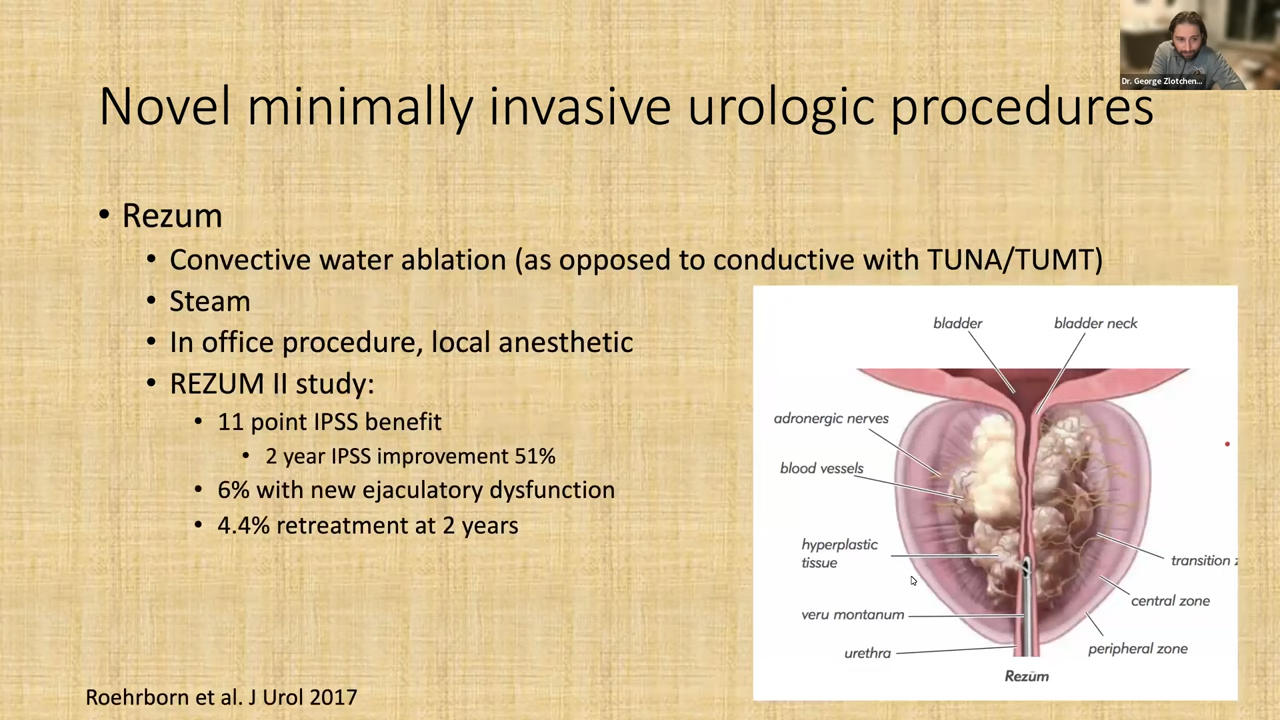 Dr. George Zlotchen...
Novel minimally invasive urologic procedures
• Rezum
• Convective water ablation (as opposed to conductive with TUNA/TUMT)
• Steam
• In office procedure, local anesthetic
• REZUM II study:
• 11 point IPSS benefit
• 2 year IPSS improvement 51%
• 6% with new ejaculatory dysfunction
• 4.4% retreatment at 2 years
bladder
bladder neck
adronergic nerves
blood vessels
hyperplastic
tissue
transition z
central zone
veru montanum
peripheral zone
urethra
Rezūm
Roehrborn et al. J Urol 2017